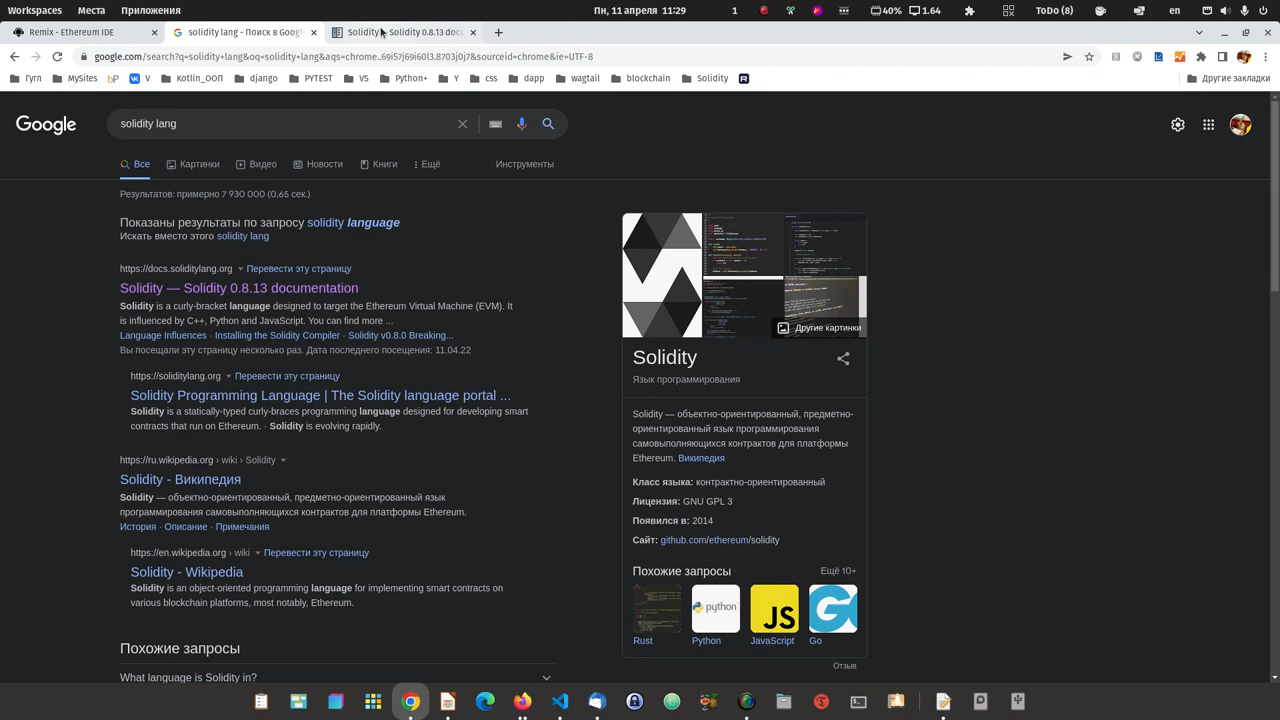 Workspaces Места Приложения Пн, 11 апреля 11:29 1 40% 1.64 ToDo (8) en
Remix - Ethereum IDE
solidity lang - Поиск в Google
Solidity — Solidity 0.8.13 docu
google.com/search?q=solidity+lang&oq=solidity+lang&aqs=chrome..69i57j69i60l3.8703j0j7&sourceid=chrome&ie=UTF-8
Гугл MySites V Kotlin_ООП django PYTEST VS Python+ Y css dapp wagtail blockchain Solidity Другие закладки
Google
solidity lang
Все Картинки Видео Новости Книги Ещё Инструменты
Результатов: примерно 7 930 000 (0,65 сек.)
Показаны результаты по запросу solidity language
Искать вместо этого solidity lang
https://docs.soliditylang.org Перевести эту страницу
Solidity — Solidity 0.8.13 documentation
Solidity is a curly-bracket language designed to target the Ethereum Virtual Machine (EVM). It
is influenced by C++, Python and JavaScript. You can find more ...
Language Influences · Installing the Solidity Compiler · Solidity v0.8.0 Breaking...
Вы посещали эту страницу несколько раз. Дата последнего посещения: 11.04.22
https://soliditylang.org Перевести эту страницу
Solidity Programming Language | The Solidity language portal ...
Solidity is a statically-typed curly-braces programming language designed for developing smart
contracts that run on Ethereum. · Solidity is evolving rapidly.
https://ru.wikipedia.org › wiki › Solidity
Solidity - Википедия
Solidity — объектно-ориентированный, предметно-ориентированный язык
программирования самовыполняющихся контрактов для платформы Ethereum.
История · Описание · Примечания
https://en.wikipedia.org › wiki Перевести эту страницу
Solidity - Wikipedia
Solidity is an object-oriented programming language for implementing smart contracts on
various blockchain platforms, most notably, Ethereum.
Похожие запросы
What language is Solidity in?
Другие картинки
Solidity
Язык программирования
Solidity — объектно-ориентированный, предметно-
ориентированный язык программирования
самовыполняющихся контрактов для платформы
Ethereum. Википедия
Класс языка: контрактно-ориентированный
Лицензия: GNU GPL 3
Появился в: 2014
Сайт: github.com/ethereum/solidity
Похожие запросы Ещё 10+
python
JS
Rust Python JavaScript Go
Отзыв